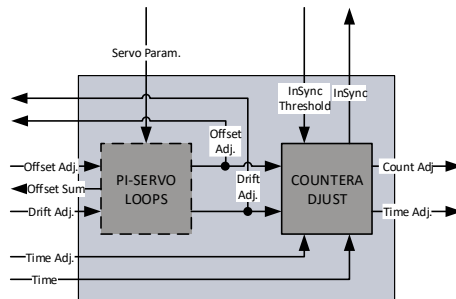 Servo Param.
InSync
Threshold
InSync
Offset
Adj.
Offset Adj.
Offset Sum
Drift Adj.
PI-SERVO
LOOPS
Drift
Adj.
COUNTERA
DJUST
Count Adj
Time Adj.
Time Adj.
Time